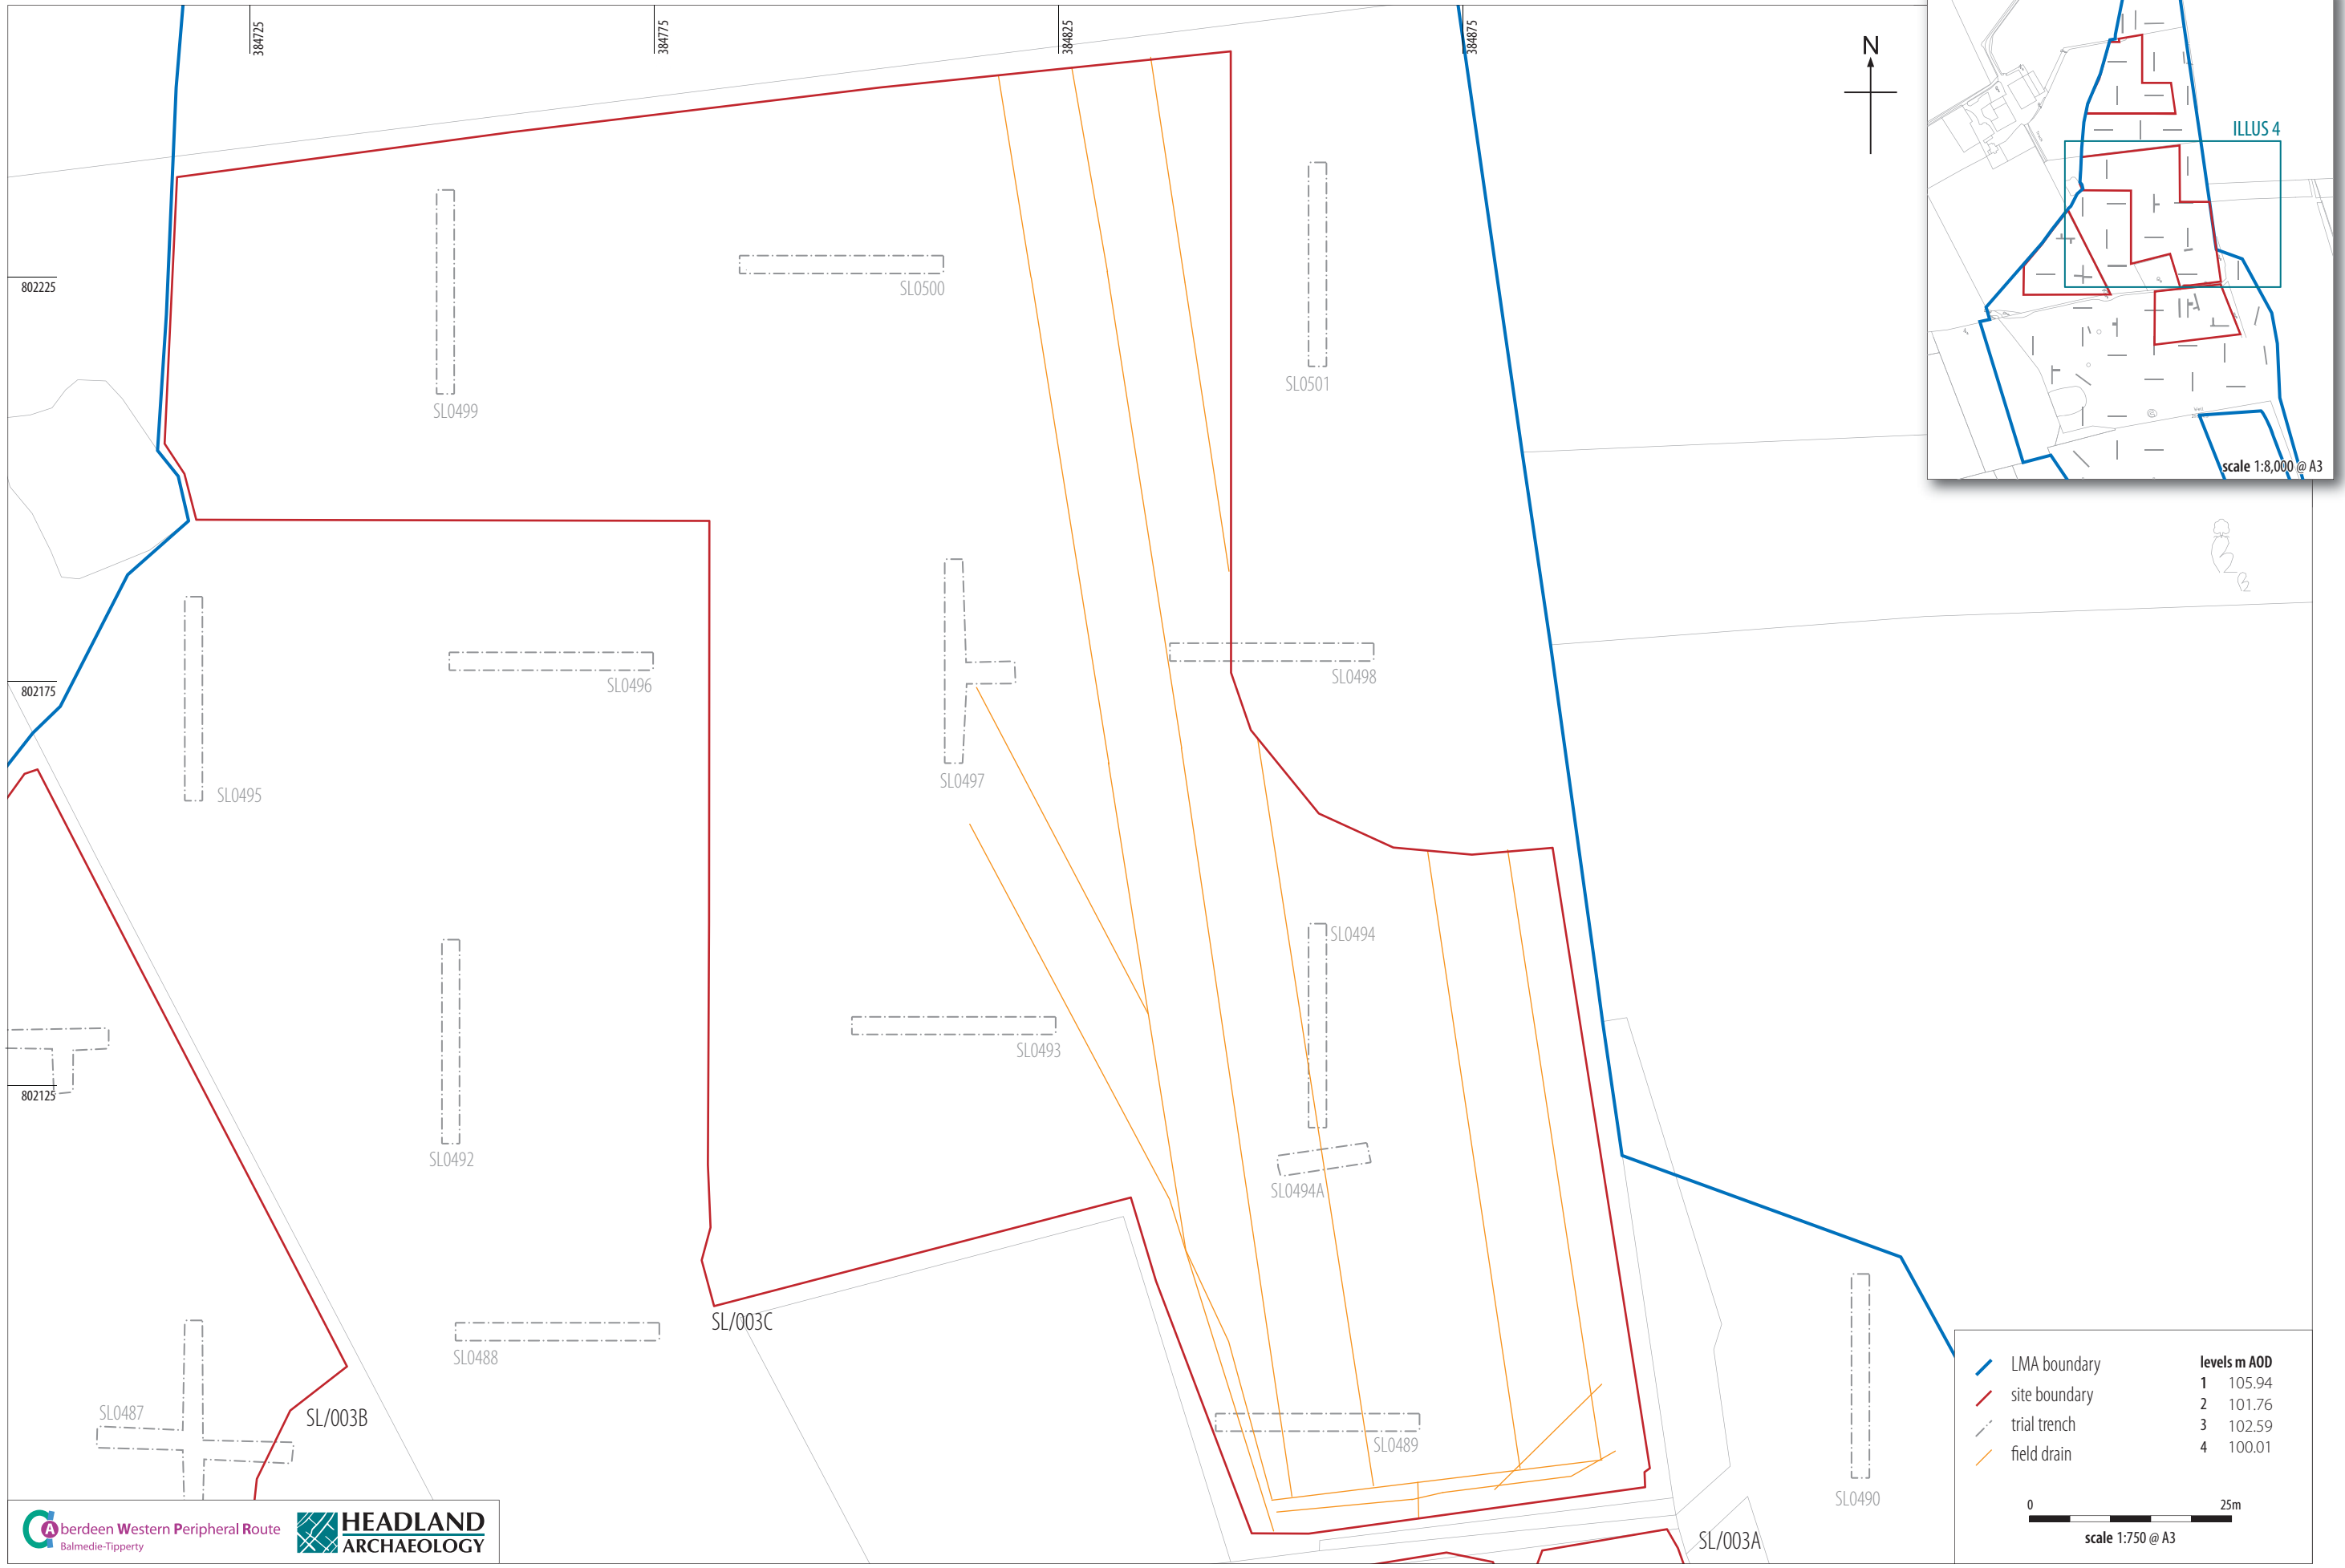 384725
384775
384825
384875
N
ILLUS 4
scale 1:8,000 @ A3
802225
SL0499
SL0500
SL0501
802175
SL0495
SL0496
SL0497
SL0498
SL0494
SL0493
802125
SL0492
SL0494A
SL/003C
SL0488
SL0487
SL/003B
SL0489
SL0490
SL/003A
LMA boundary
site boundary
trial trench
field drain
levels m AOD
1 105.94
2 101.76
3 102.59
4 100.01
0 25m
scale 1:750 @ A3
Aberdeen Western Peripheral Route
Balmedie-Tipperty
HEADLAND
ARCHAEOLOGY